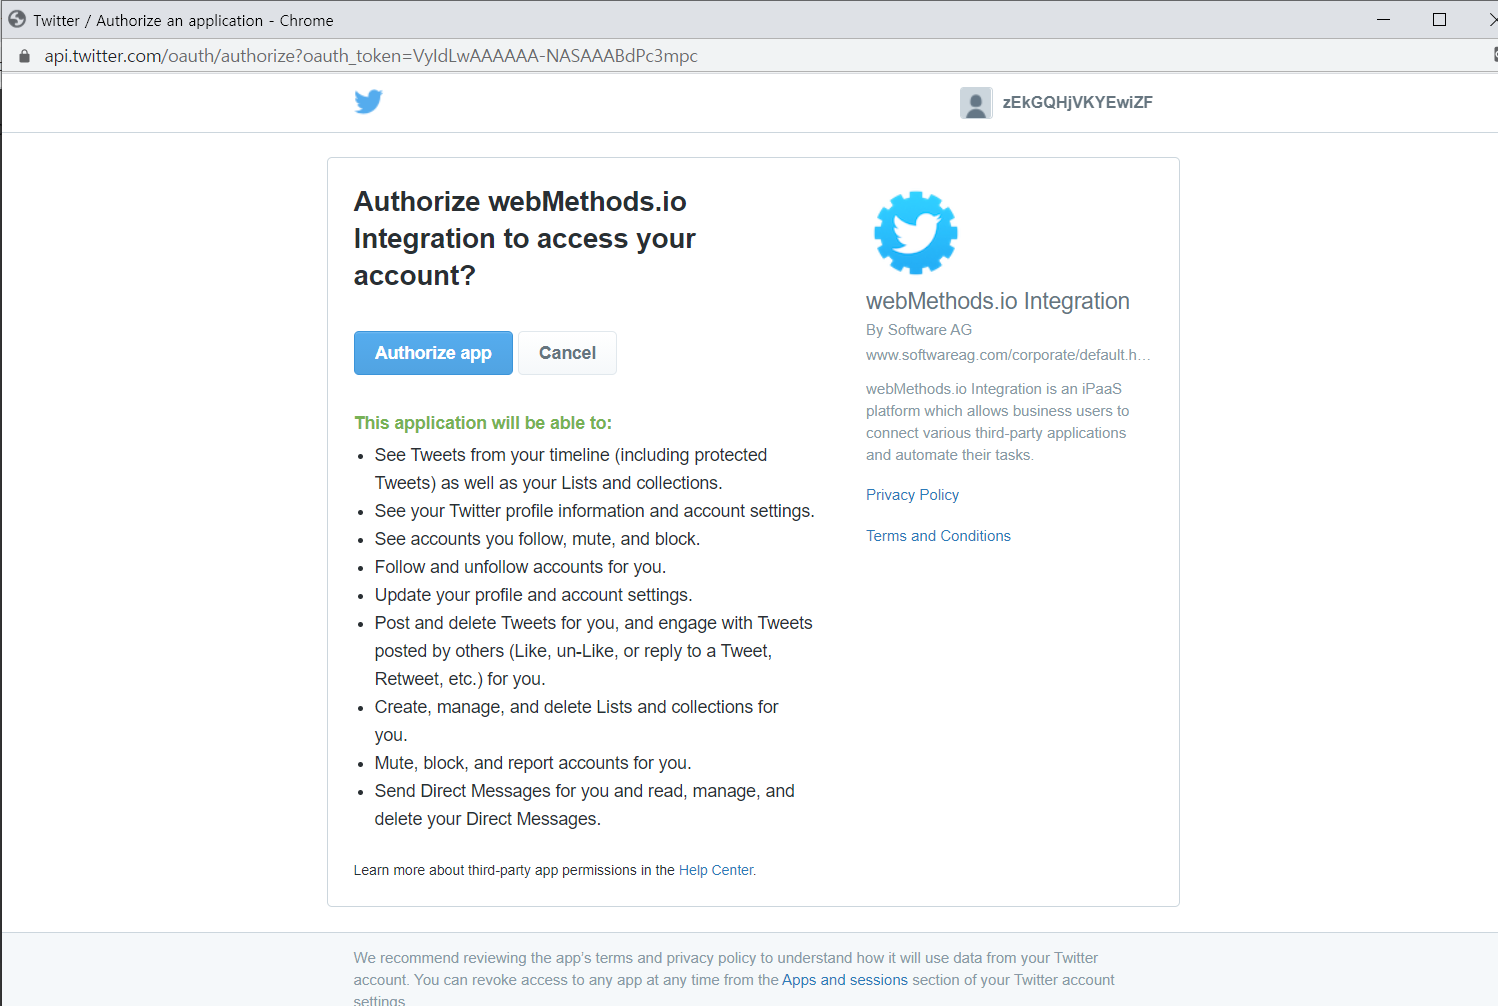 Twitter / Authorize an application - Chrome
api.twitter.com/oauth/authorize?oauth_token=VyIdLwAAAAAA-NASAAABdPc3mpc
zEkGQHjVKYEwiZF
Authorize webMethods.io
Integration to access your
account?
Authorize app
Cancel
This application will be able to:
• See Tweets from your timeline (including protected
Tweets) as well as your Lists and collections.
• See your Twitter profile information and account settings.
• See accounts you follow, mute, and block.
• Follow and unfollow accounts for you.
• Update your profile and account settings.
• Post and delete Tweets for you, and engage with Tweets
posted by others (Like, un-Like, or reply to a Tweet,
Retweet, etc.) for you.
• Create, manage, and delete Lists and collections for
you.
• Mute, block, and report accounts for you.
• Send Direct Messages for you and read, manage, and
delete your Direct Messages.
Learn more about third-party app permissions in the Help Center.
webMethods.io Integration
By Software AG
www.softwareag.com/corporate/default.h…
webMethods.io Integration is an iPaaS
platform which allows business users to
connect various third-party applications
and automate their tasks.
Privacy Policy
Terms and Conditions
We recommend reviewing the app's terms and privacy policy to understand how it will use data from your Twitter
account. You can revoke access to any app at any time from the Apps and sessions section of your Twitter account
settings.